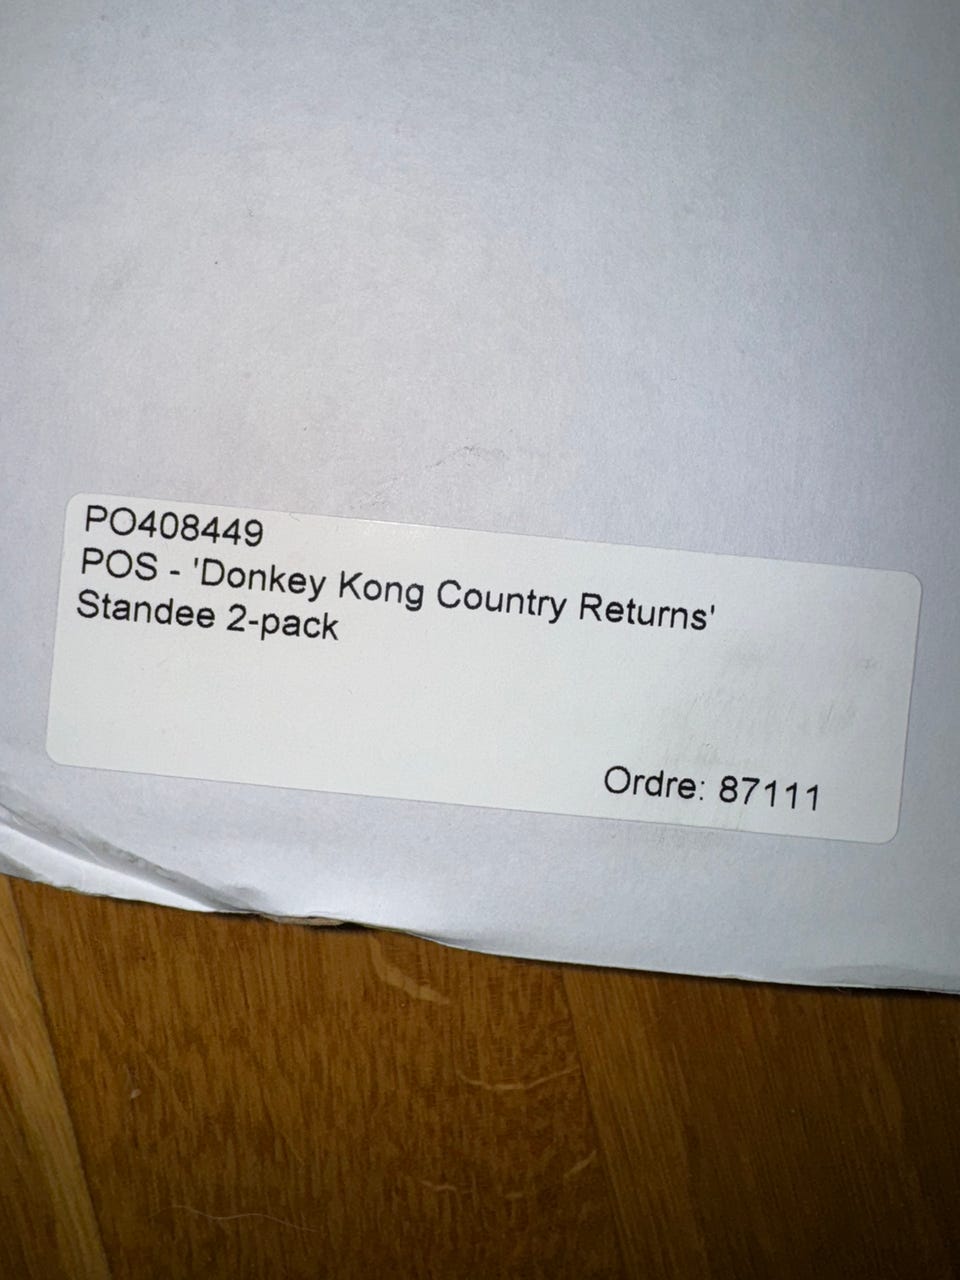 PO408449
POS - 'Donkey Kong Country Returns'
Standee 2-pack
Ordre: 87111